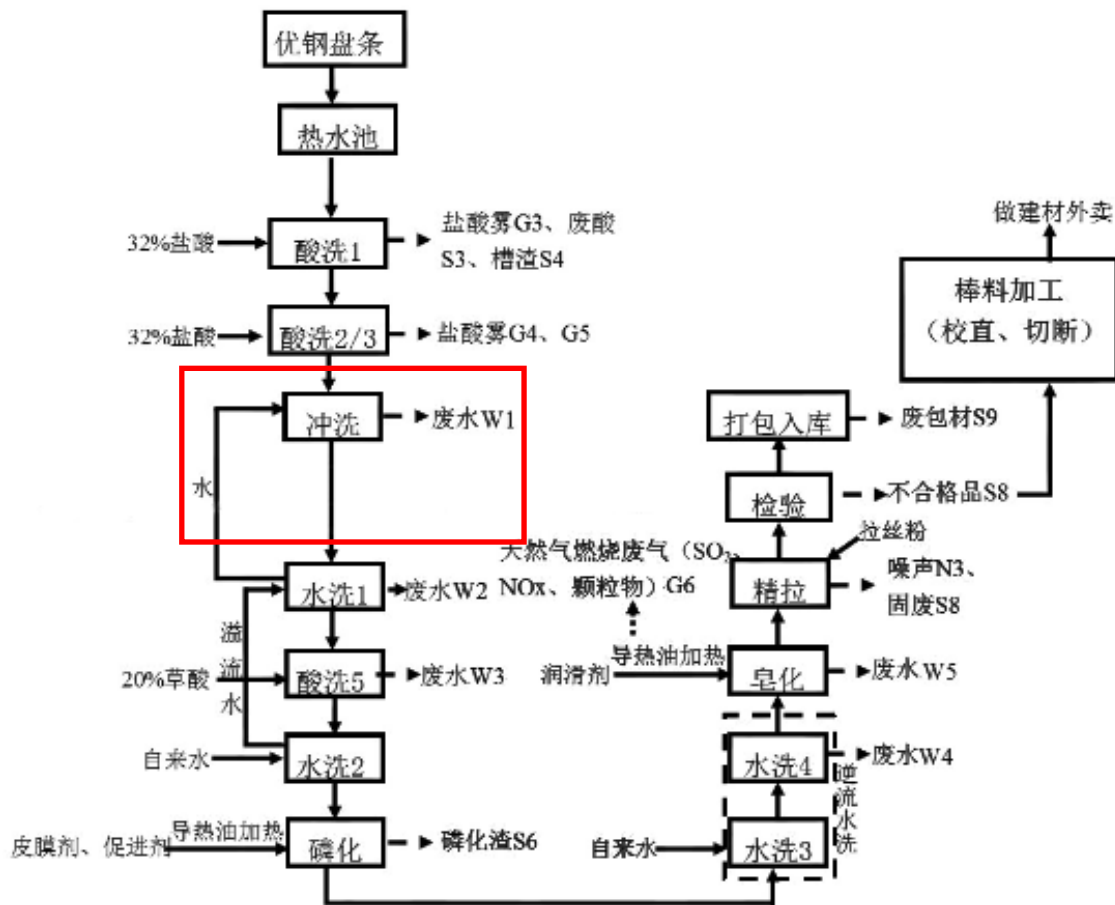 优钢盘条
热水池
32%盐酸
酸洗1
盐酸雾G3、废酸
S3、槽渣S4
32%盐酸
酸洗2/3
盐酸雾G4、G5
冲洗
废水W1
水
水洗1
废水W2
溢流水
20%草酸
酸洗5
废水W3
自来水
水洗2
皮膜剂、促进剂
导热油加热
磷化
磷化渣S6
做建材外卖
棒料加工
（校直、切断）
打包入库
废包材S9
检验
不合格品S8
拉丝粉
天然气燃烧废气（SO2、
NOx、颗粒物）G6
精拉
噪声N3、
固废S8
润滑剂
导热油加热
皂化
废水W5
水洗4
废水W4
逆流水洗
自来水
水洗3